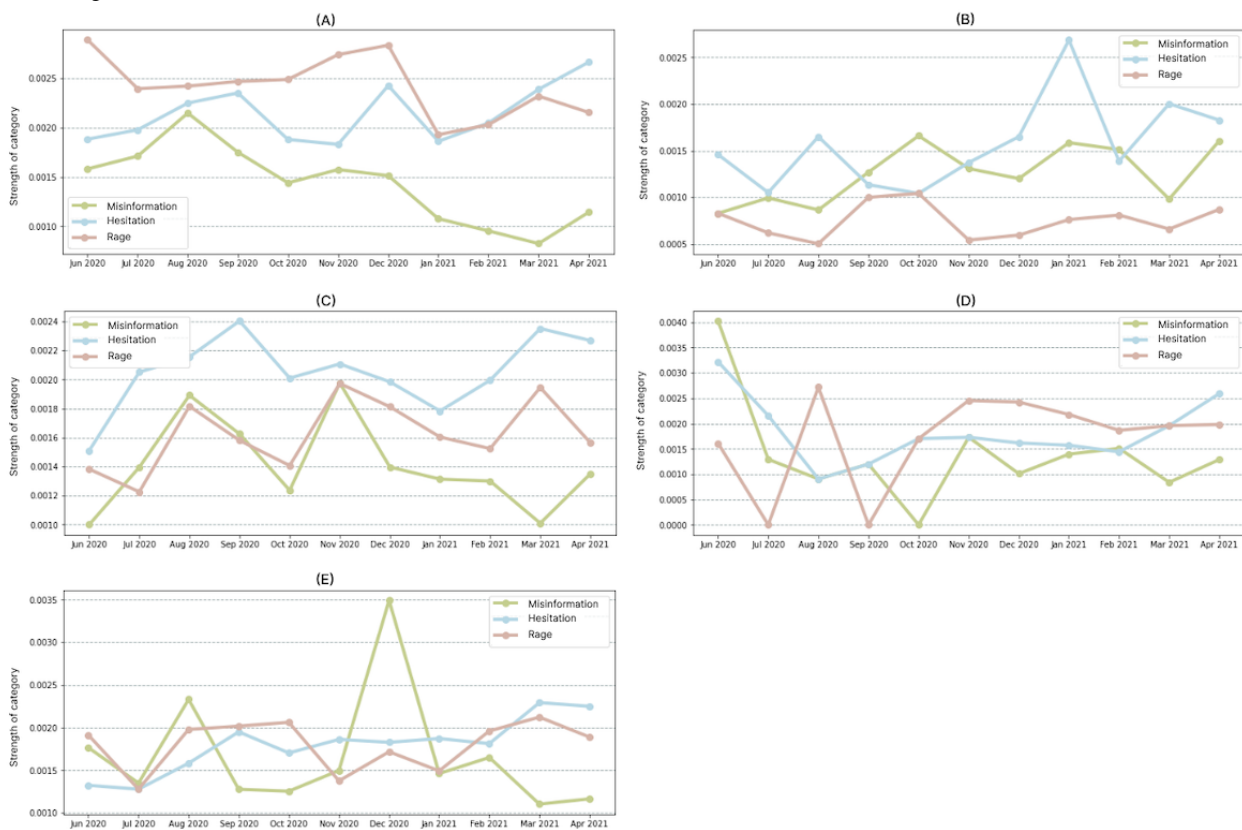 (A)
Strength of category
0.0025
0.0020
0.0015
0.0010
Misinformation
Hesitation
Rage
Jun 2020 Jul 2020 Aug 2020 Sep 2020 Oct 2020 Nov 2020 Dec 2020 Jan 2021 Feb 2021 Mar 2021 Apr 2021
(B)
Strength of category
0.0025
0.0020
0.0015
0.0010
0.0005
Misinformation
Hesitation
Rage
Jun 2020 Jul 2020 Aug 2020 Sep 2020 Oct 2020 Nov 2020 Dec 2020 Jan 2021 Feb 2021 Mar 2021 Apr 2021
(C)
Strength of category
0.0024
0.0022
0.0020
0.0018
0.0016
0.0014
0.0012
0.0010
Misinformation
Hesitation
Rage
Jun 2020 Jul 2020 Aug 2020 Sep 2020 Oct 2020 Nov 2020 Dec 2020 Jan 2021 Feb 2021 Mar 2021 Apr 2021
(D)
Strength of category
0.0040
0.0035
0.0030
0.0025
0.0020
0.0015
0.0010
0.0005
0.0000
Misinformation
Hesitation
Rage
Jun 2020 Jul 2020 Aug 2020 Sep 2020 Oct 2020 Nov 2020 Dec 2020 Jan 2021 Feb 2021 Mar 2021 Apr 2021
(E)
Strength of category
0.0035
0.0030
0.0025
0.0020
0.0015
0.0010
Misinformation
Hesitation
Rage
Jun 2020 Jul 2020 Aug 2020 Sep 2020 Oct 2020 Nov 2020 Dec 2020 Jan 2021 Feb 2021 Mar 2021 Apr 2021